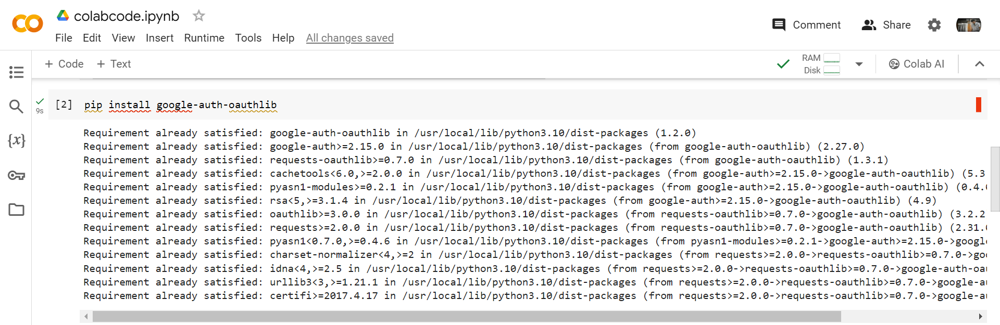 colabcode.ipynb
File Edit View Insert Runtime Tools Help All changes saved
Comment Share
+ Code + Text
RAM
Disk
Colab AI
9s
[2] pip install google-auth-oauthlib
Requirement already satisfied: google-auth-oauthlib in /usr/local/lib/python3.10/dist-packages (1.2.0)
Requirement already satisfied: google-auth>=2.15.0 in /usr/local/lib/python3.10/dist-packages (from google-auth-oauthlib) (2.27.0)
Requirement already satisfied: requests-oauthlib>=0.7.0 in /usr/local/lib/python3.10/dist-packages (from google-auth-oauthlib) (1.3.1)
Requirement already satisfied: cachetools<6.0,>=2.0.0 in /usr/local/lib/python3.10/dist-packages (from google-auth>=2.15.0->google-auth-oauthlib) (5.3
Requirement already satisfied: pyasn1-modules>=0.2.1 in /usr/local/lib/python3.10/dist-packages (from google-auth>=2.15.0->google-auth-oauthlib) (0.4.
Requirement already satisfied: rsa<5,>=3.1.4 in /usr/local/lib/python3.10/dist-packages (from google-auth>=2.15.0->google-auth-oauthlib) (4.9)
Requirement already satisfied: oauthlib>=3.0.0 in /usr/local/lib/python3.10/dist-packages (from requests-oauthlib>=0.7.0->google-auth-oauthlib) (3.2.2
Requirement already satisfied: requests>=2.0.0 in /usr/local/lib/python3.10/dist-packages (from requests-oauthlib>=0.7.0->google-auth-oauthlib) (2.31.
Requirement already satisfied: pyasn1<0.7.0,>=0.4.6 in /usr/local/lib/python3.10/dist-packages (from pyasn1-modules>=0.2.1->google-auth>=2.15.0->googl
Requirement already satisfied: charset-normalizer<4,>=2 in /usr/local/lib/python3.10/dist-packages (from requests>=2.0.0->requests-oauthlib>=0.7.0->go
Requirement already satisfied: idna<4,>=2.5 in /usr/local/lib/python3.10/dist-packages (from requests>=2.0.0->requests-oauthlib>=0.7.0->google-auth-oa
Requirement already satisfied: urllib3<3,>=1.21.1 in /usr/local/lib/python3.10/dist-packages (from requests>=2.0.0->requests-oauthlib>=0.7.0->google-a
Requirement already satisfied: certifi>=2017.4.17 in /usr/local/lib/python3.10/dist-packages (from requests>=2.0.0->requests-oauthlib>=0.7.0->google-a